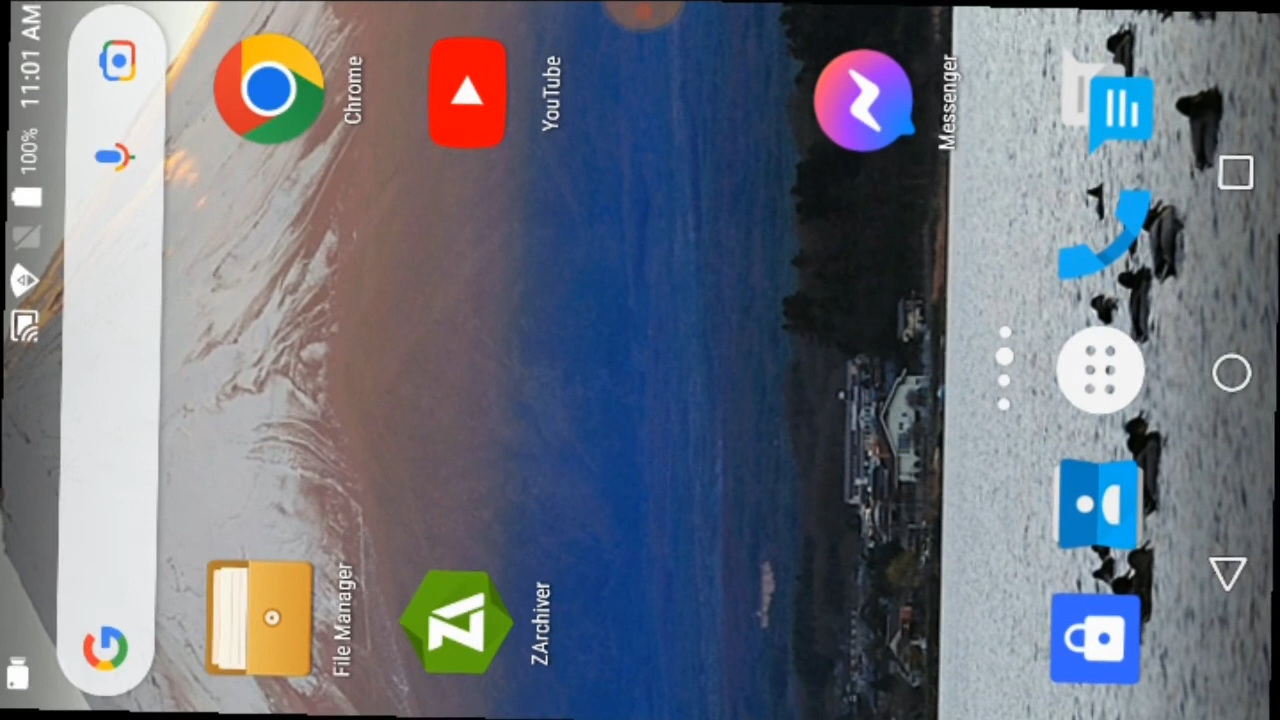 100% 11:01 AM
File Manager
Chrome
ZArchiver
YouTube
Messenger